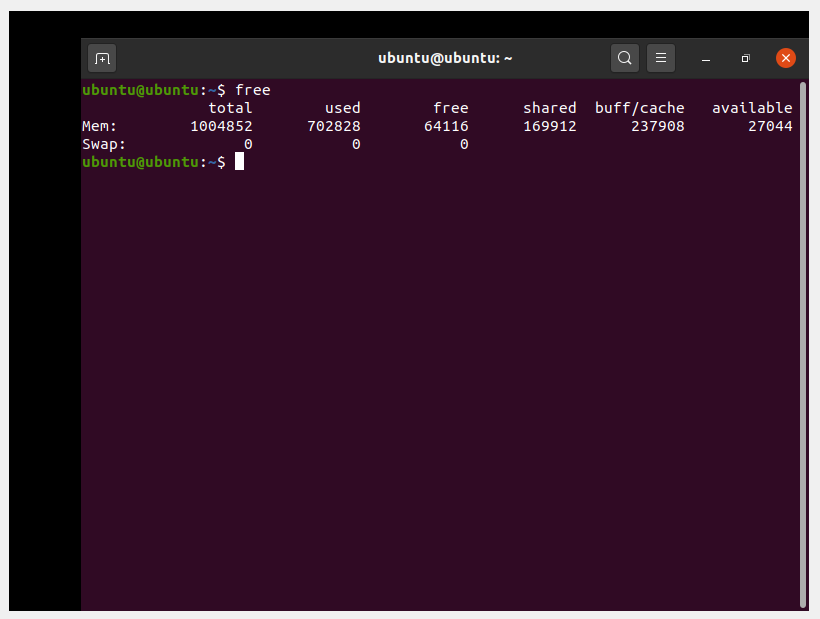 ubuntu@ubuntu: ~
ubuntu@ubuntu:~$ free
total used free shared buff/cache available
Mem: 1004852 702828 64116 169912 237908 27044
Swap: 0 0 0
ubuntu@ubuntu:~$